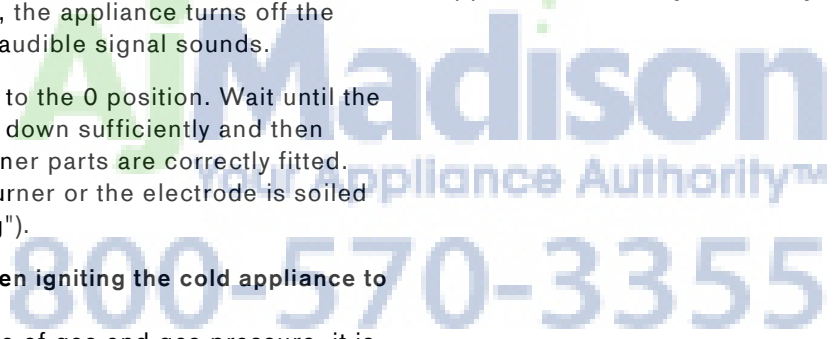 , the appliance turns off the
audible signal sounds.
to the 0 position. Wait until the
down sufficiently and then
ner parts are correctly fitted.
urner or the electrode is soiled
").
en igniting the cold appliance to
e of gas and gas pressure, it is
AjMadison
Your Appliance Authority™
800-570-3355